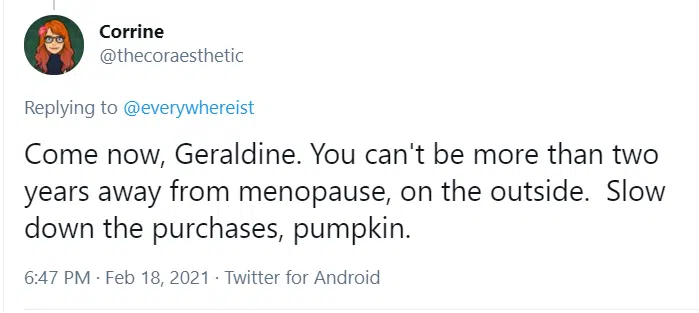 Corrine
@thecoraesthetic
Replying to @everywhereist
Come now, Geraldine. You can't be more than two
years away from menopause, on the outside.  Slow
down the purchases, pumpkin.
6:47 PM · Feb 18, 2021 · Twitter for Android